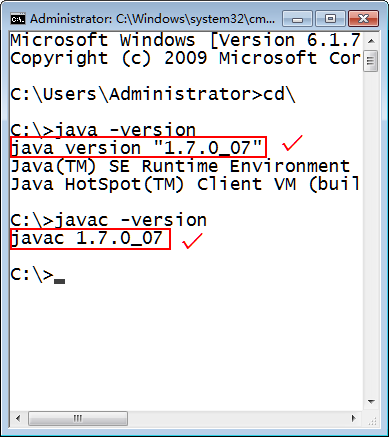 Administrator: C:\Windows\system32\cm
Microsoft Windows [Version 6.1.7
Copyright (c) 2009 Microsoft Cor
C:\Users\Administrator>cd\
C:\>java -version
java version "1.7.0_07"
Java(TM) SE Runtime Environment
Java HotSpot(TM) Client VM (buil
C:\>javac -version
javac 1.7.0_07
C:\>